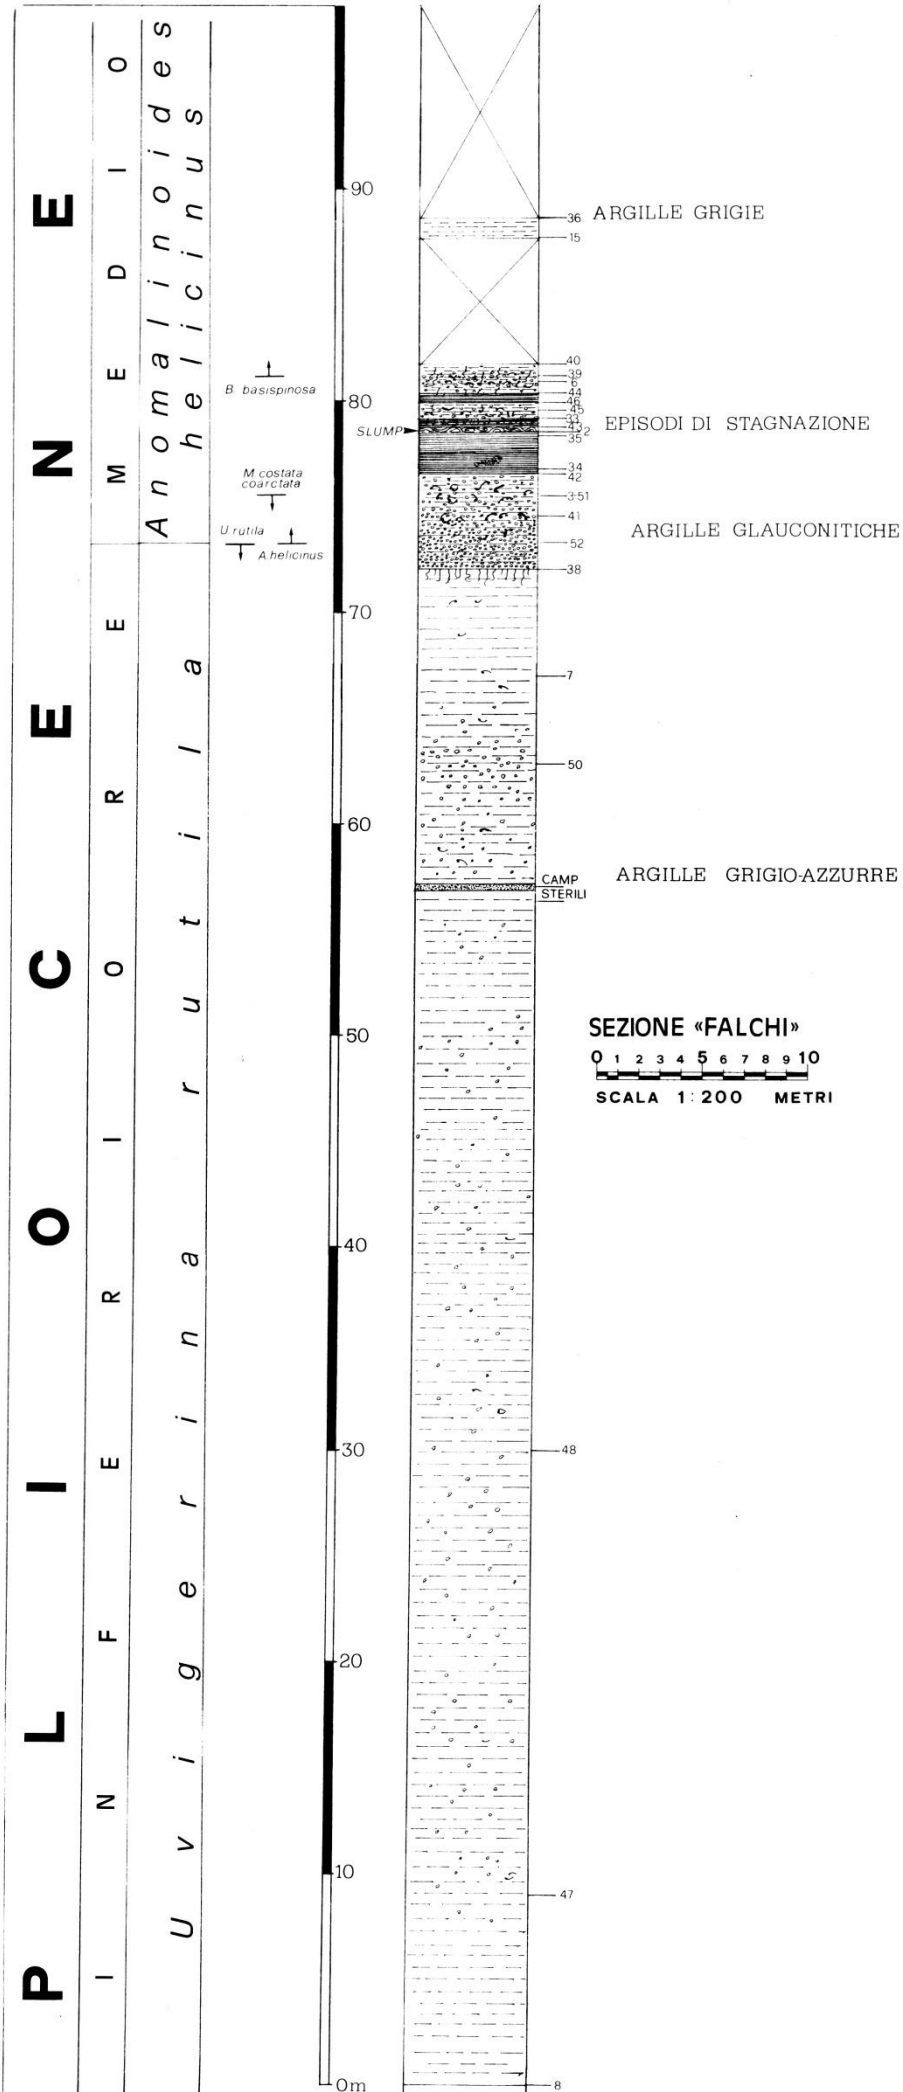 PLIOCENE
INFERIORE
MEDIO
Uvigerina rutila
Anomalinoides
helicinus
90
36 ARGILLE GRIGIE
15
40
39
B. basispinosa
6
44
46
80
45
33
EPISODI DI STAGNAZIONE
SLUMP
43
2
35
34
M. costata
coarctata
42
3-51
41
U rutila
A. helicinus
52
ARGILLE GLAUCONITICHE
38
70
7
50
60
CAMP
STERILI
ARGILLE GRIGIO-AZZURRE
50
SEZIONE «FALCHI»
0 1 2 3 4 5 6 7 8 9 10
SCALA 1:200 METRI
40
30
48
20
10
47
0m
8